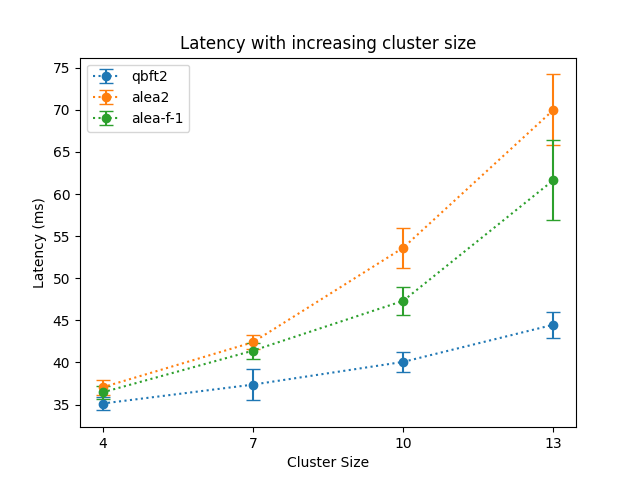 Latency with increasing cluster size
qbft2
alea2
alea-f-1
75
70
65
60
55
50
45
40
35
Latency (ms)
4 7 10 13
Cluster Size